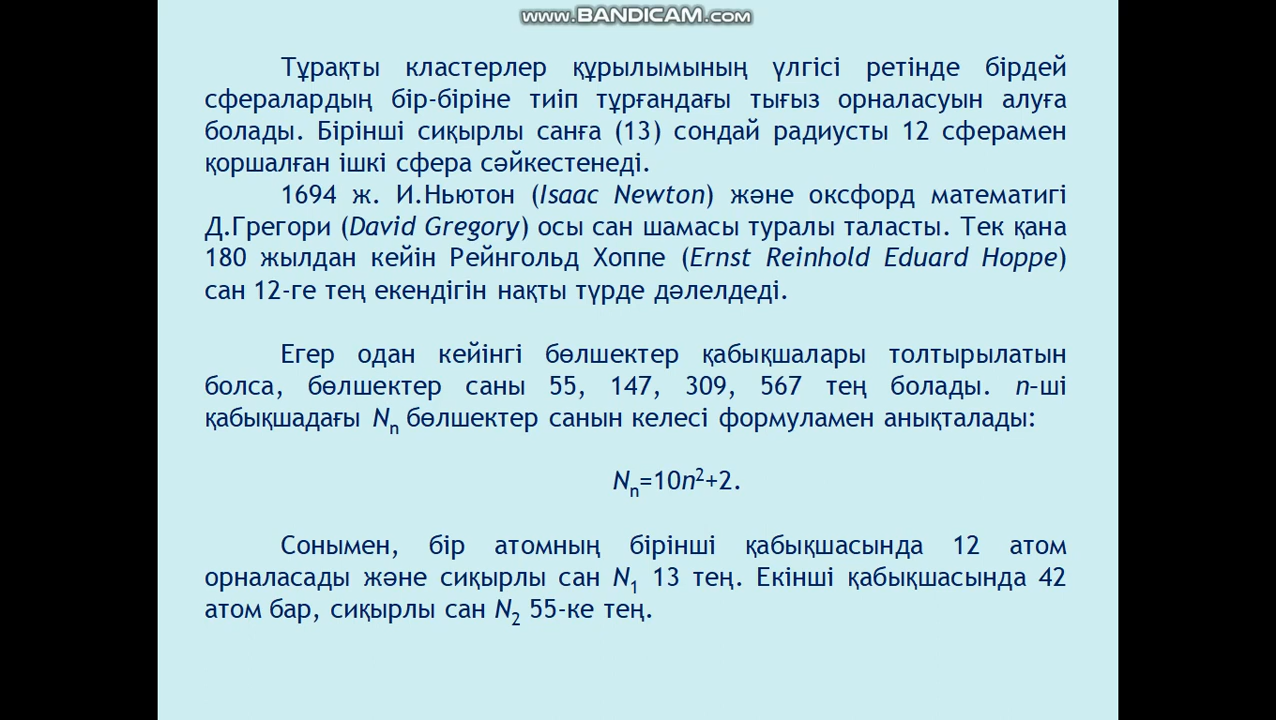 www.BANDICAM.com
Тұрақты кластерлер құрылымының үлгісі ретінде бірдей
сфералардың бір-біріне тиіп тұрғандағы тығыз орналасуын алуға
болады. Бірінші сиқырлы санға (13) сондай радиусты 12 сферамен
қоршалған ішкі сфера сәйкестенеді.
1694 ж. И.Ньютон (Isaac Newton) және оксфорд математигі
Д.Грегори (David Gregory) осы сан шамасы туралы таласты. Тек қана
180 жылдан кейін Рейнгольд Хоппе (Ernst Reinhold Eduard Hoppe)
сан 12-ге тең екендігін нақты түрде дәлелдеді.
Егер одан кейінгі бөлшектер қабықшалары толтырылатын
болса, бөлшектер саны 55, 147, 309, 567 тең болады. n-ші
қабықшадағы Nₙ бөлшектер санын келесі формуламен анықталады:
Nₙ=10n²+2.
Сонымен, бір атомның бірінші қабықшасында 12 атом
орналасады және сиқырлы сан N₁ 13 тең. Екінші қабықшасында 42
атом бар, сиқырлы сан N₂ 55-ке тең.